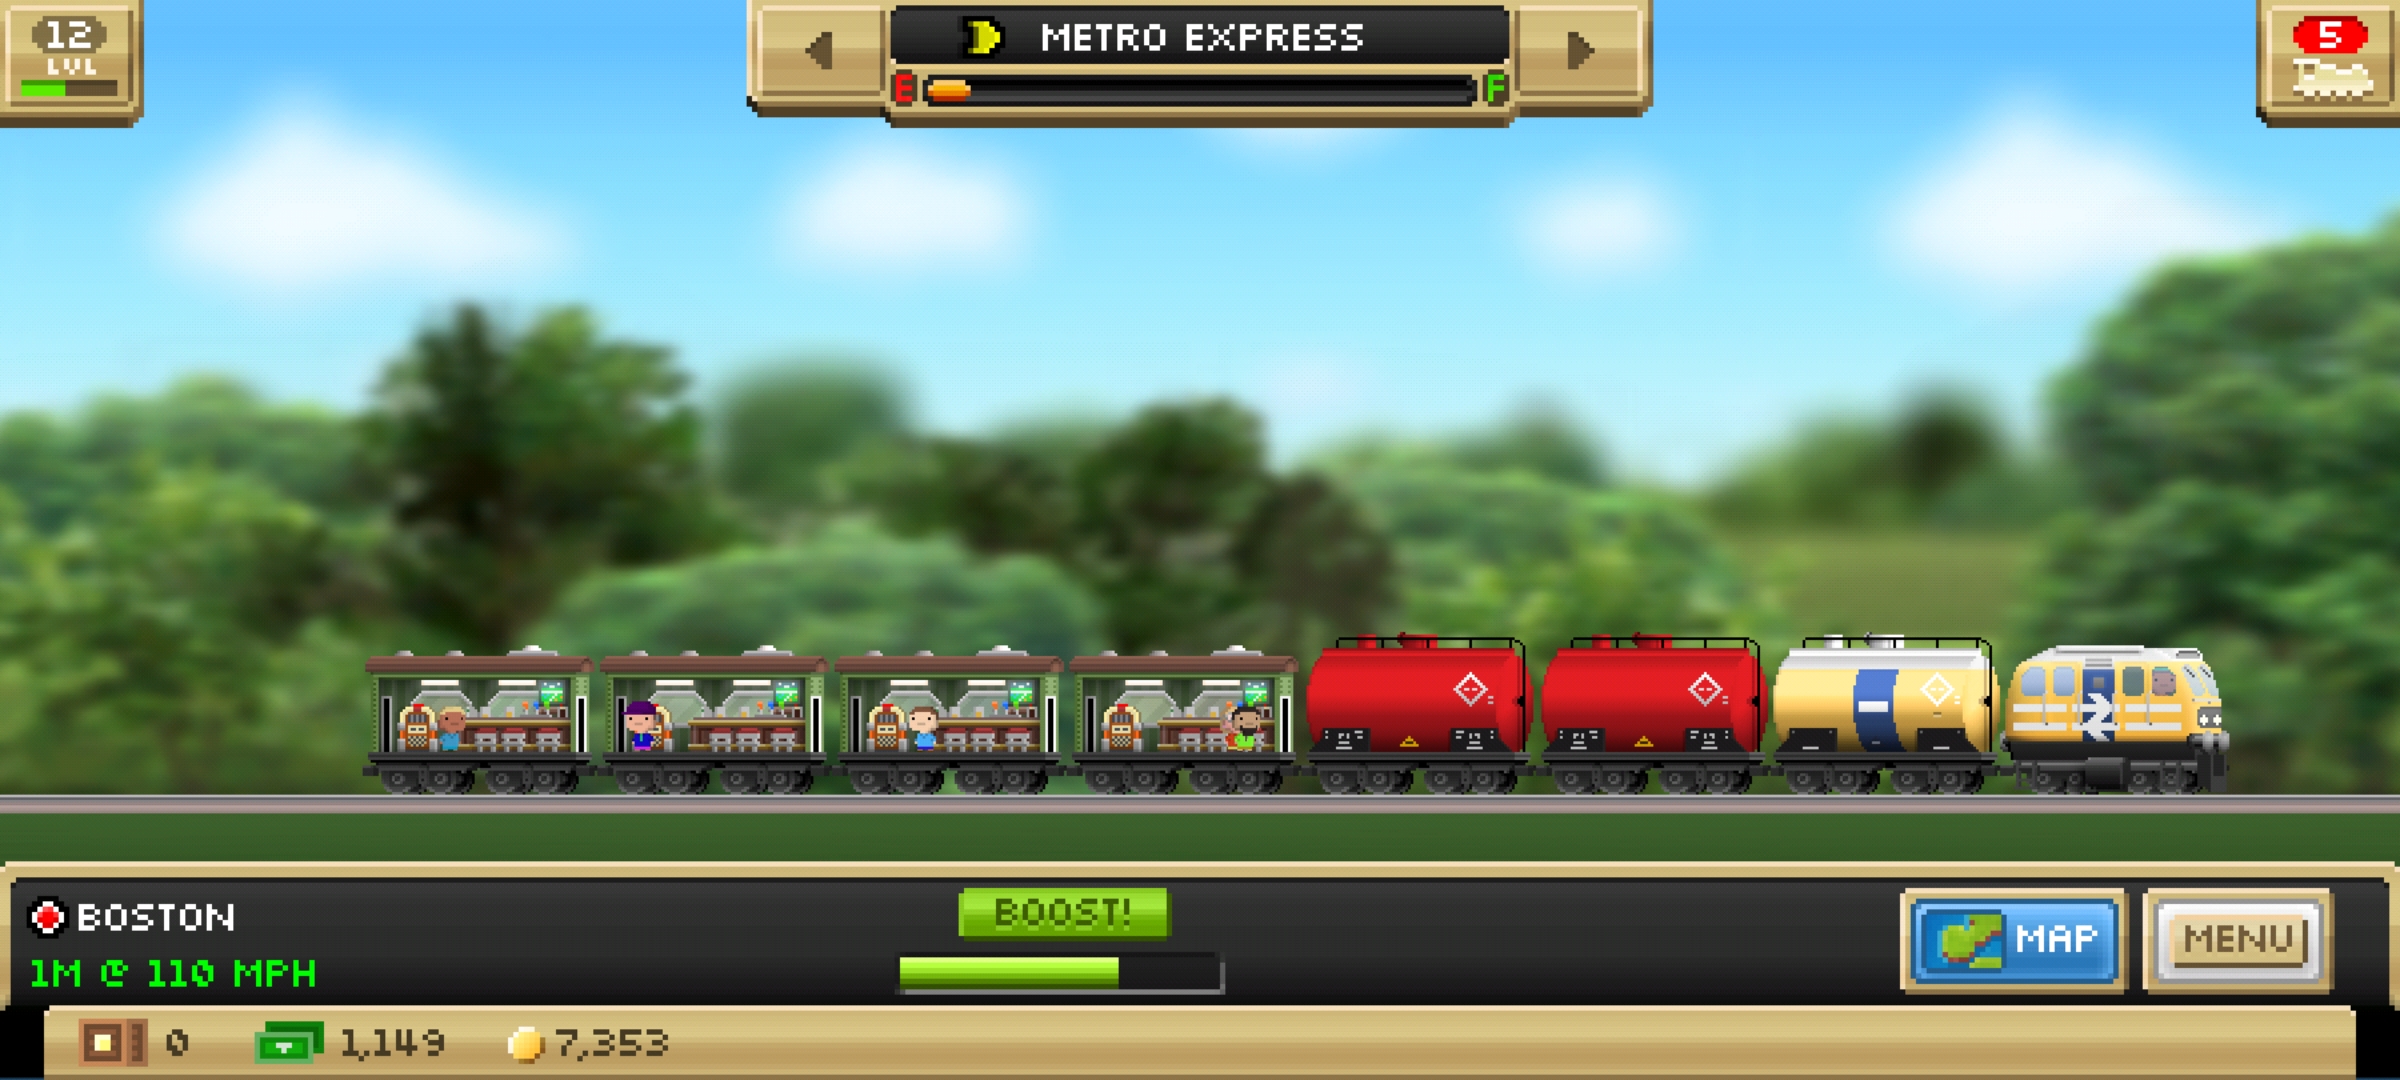 12
LVL
METRO EXPRESS
E F
5
BOSTON
1M @ 110 MPH
BOOST!
MAP
MENU
0 1,149 7,353